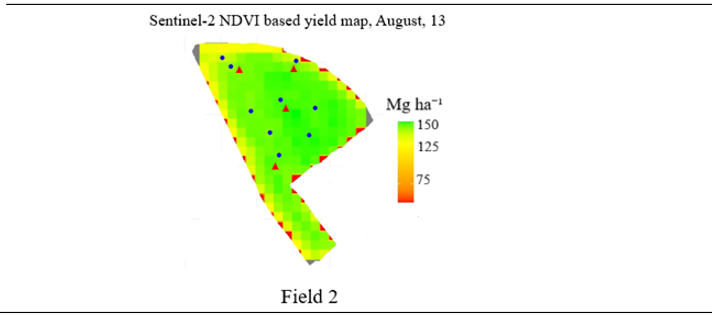 Sentinel-2 NDVI based yield map, August, 13
Mg ha⁻¹
150
125
75
Field 2